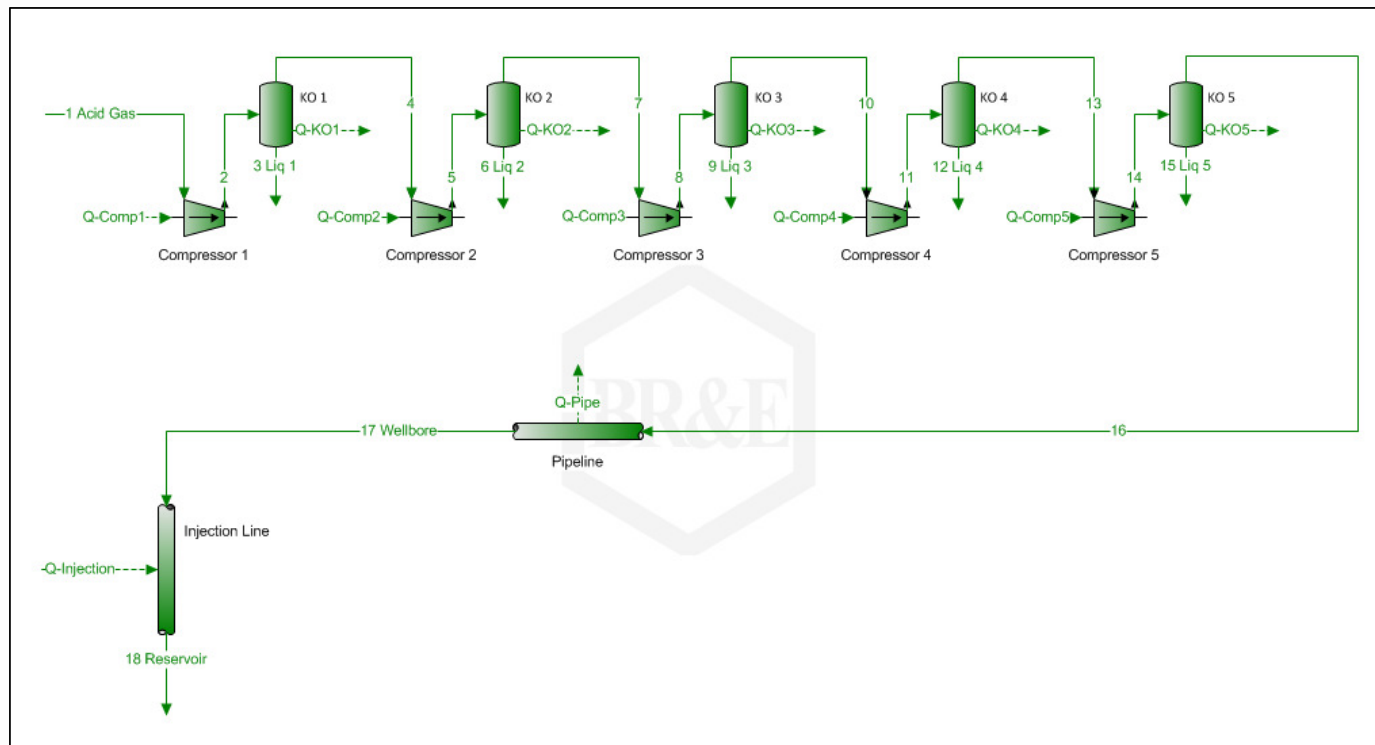 KO 1
KO 2
KO 3
KO 4
KO 5
1 Acid Gas
4
7
10
13
Q-KO1
Q-KO2
Q-KO3
Q-KO4
Q-KO5
2
3 Liq 1
5
6 Liq 2
8
9 Liq 3
11
12 Liq 4
14
15 Liq 5
Q-Comp1
Q-Comp2
Q-Comp3
Q-Comp4
Q-Comp5
Compressor 1
Compressor 2
Compressor 3
Compressor 4
Compressor 5
BR&E
Q-Pipe
17 Wellbore
16
Pipeline
Injection Line
Q-Injection
18 Reservoir